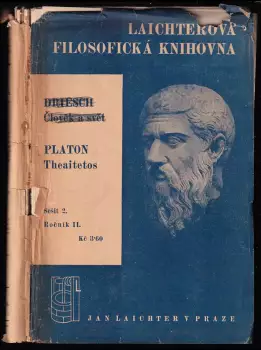 LAICHTEROVA
FILOSOFICKÁ KNIHOVNA
DRIESCH
Člověk a svět
PLATON
Theaitetos
Sešit 2.
Ročník II.
Kč 3·60
JAN LAICHTER V PRAZE